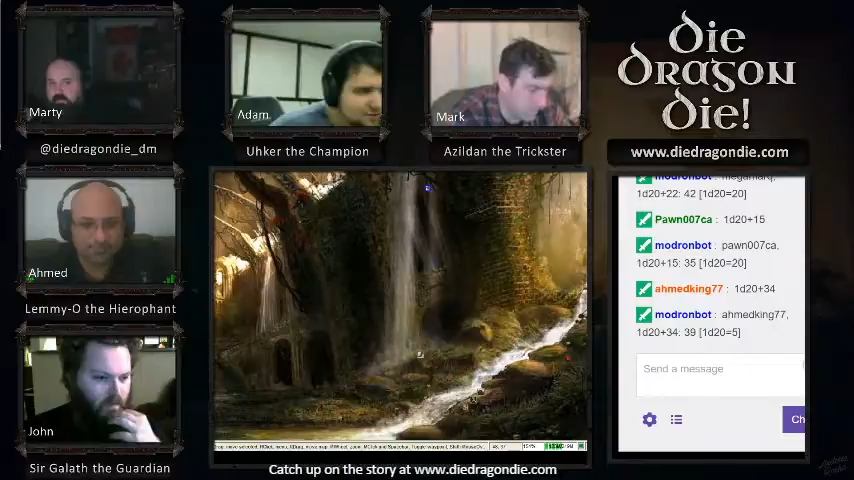 Marty
@diedragondie_dm
Adam
Uhker the Champion
Mark
Azildan the Trickster
die
dragon
die!
www.diedragondie.com
Ahmed
Lemmy-O the Hierophant
John
Sir Galath the Guardian
modronbot: megamarkj,
1d20+22: 42 [1d20=20]
Pawn007ca : 1d20+15
modronbot : pawn007ca,
1d20+15: 35 [1d20=20]
ahmedking77 : 1d20+34
modronbot : ahmedking77,
1d20+34: 39 [1d20=5]
Send a message
Ch
Catch up on the story at www.diedragondie.com